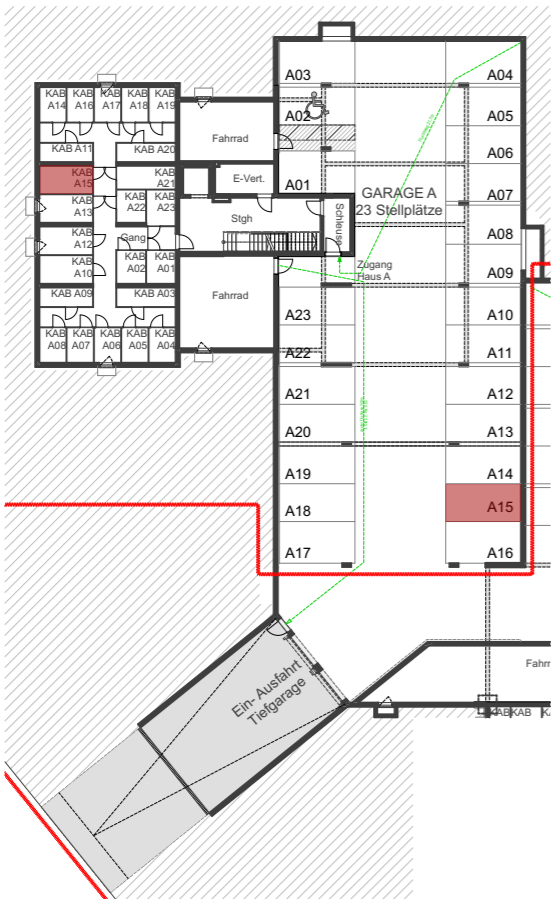 A03
A04
KAB
A14
KAB
A16
KAB
A17
KAB
A18
KAB
A19
A02
A05
Fahrrad
KAB A11
KAB A20
A06
KAB
A15
KAB
A21
E-Vert.
A01
GARAGE A
23 Stellplätze
A07
KAB
A13
KAB
A22
KAB
A23
Stgh
Schleuse
A08
KAB
A12
Gang
KAB
A10
KAB
A02
KAB
A01
Zugang
Haus A
A09
KAB A09
KAB A03
Fahrrad
A23
A10
KAB
A08
KAB
A07
KAB
A06
KAB
A05
KAB
A04
A22
A11
A21
A12
A20
A13
A19
A14
A18
A15
A17
A16
Ein- Ausfahrt
Tiefgarage
Fahrr
KAB
KAB